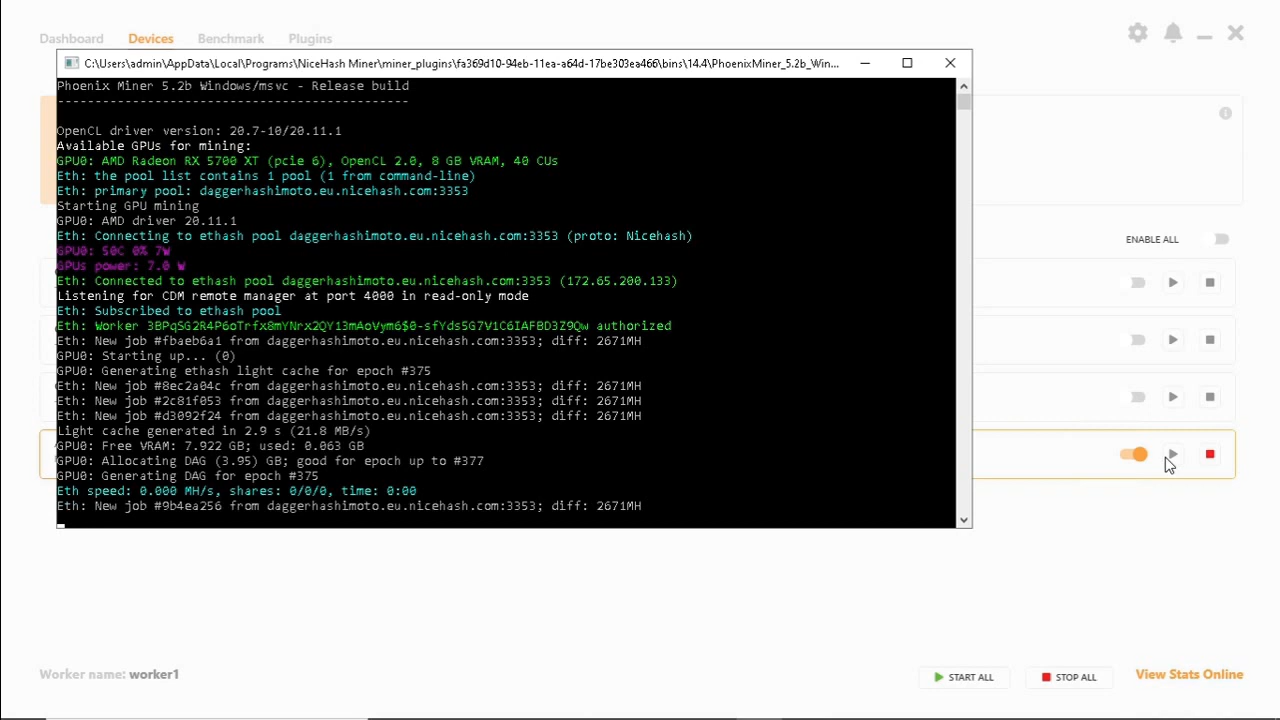 Dashboard Devices Benchmark Plugins
C:\Users\admin\AppData\Local\Programs\NiceHash Miner\miner_plugins\fa369d10-94eb-11ea-a64d-17be303ea466\bins\14.4\PhoenixMiner_5.2b_Win...
Phoenix Miner 5.2b Windows/msvc - Release build
-----------------------------------------------
OpenCL driver version: 20.7-10/20.11.1
Available GPUs for mining:
GPU0: AMD Radeon RX 5700 XT (pcie 6), OpenCL 2.0, 8 GB VRAM, 40 CUs
Eth: the pool list contains 1 pool (1 from command-line)
Eth: primary pool: daggerhashimoto.eu.nicehash.com:3353
Starting GPU mining
GPU0: AMD driver 20.11.1
Eth: Connecting to ethash pool daggerhashimoto.eu.nicehash.com:3353 (proto: Nicehash)
GPU0: 50C 0% 7W
GPUs power: 7.0 W
Eth: Connected to ethash pool daggerhashimoto.eu.nicehash.com:3353 (172.65.200.133)
Listening for CDM remote manager at port 4000 in read-only mode
Eth: Subscribed to ethash pool
Eth: Worker 3BPqSG2R4P6oTrfx8mYNrx2QY13mAoVym6$0-sfYds5G7V1C6IAFBD3Z9Qw authorized
Eth: New job #fbaeb6a1 from daggerhashimoto.eu.nicehash.com:3353; diff: 2671MH
GPU0: Starting up... (0)
GPU0: Generating ethash light cache for epoch #375
Eth: New job #8ec2a04c from daggerhashimoto.eu.nicehash.com:3353; diff: 2671MH
Eth: New job #2c81f053 from daggerhashimoto.eu.nicehash.com:3353; diff: 2671MH
Eth: New job #d3092f24 from daggerhashimoto.eu.nicehash.com:3353; diff: 2671MH
Light cache generated in 2.9 s (21.8 MB/s)
GPU0: Free VRAM: 7.922 GB; used: 0.063 GB
GPU0: Allocating DAG (3.95) GB; good for epoch up to #377
GPU0: Generating DAG for epoch #375
Eth speed: 0.000 MH/s, shares: 0/0/0, time: 0:00
Eth: New job #9b4ea256 from daggerhashimoto.eu.nicehash.com:3353; diff: 2671MH
ENABLE ALL
Worker name: worker1
START ALL
STOP ALL
View Stats Online